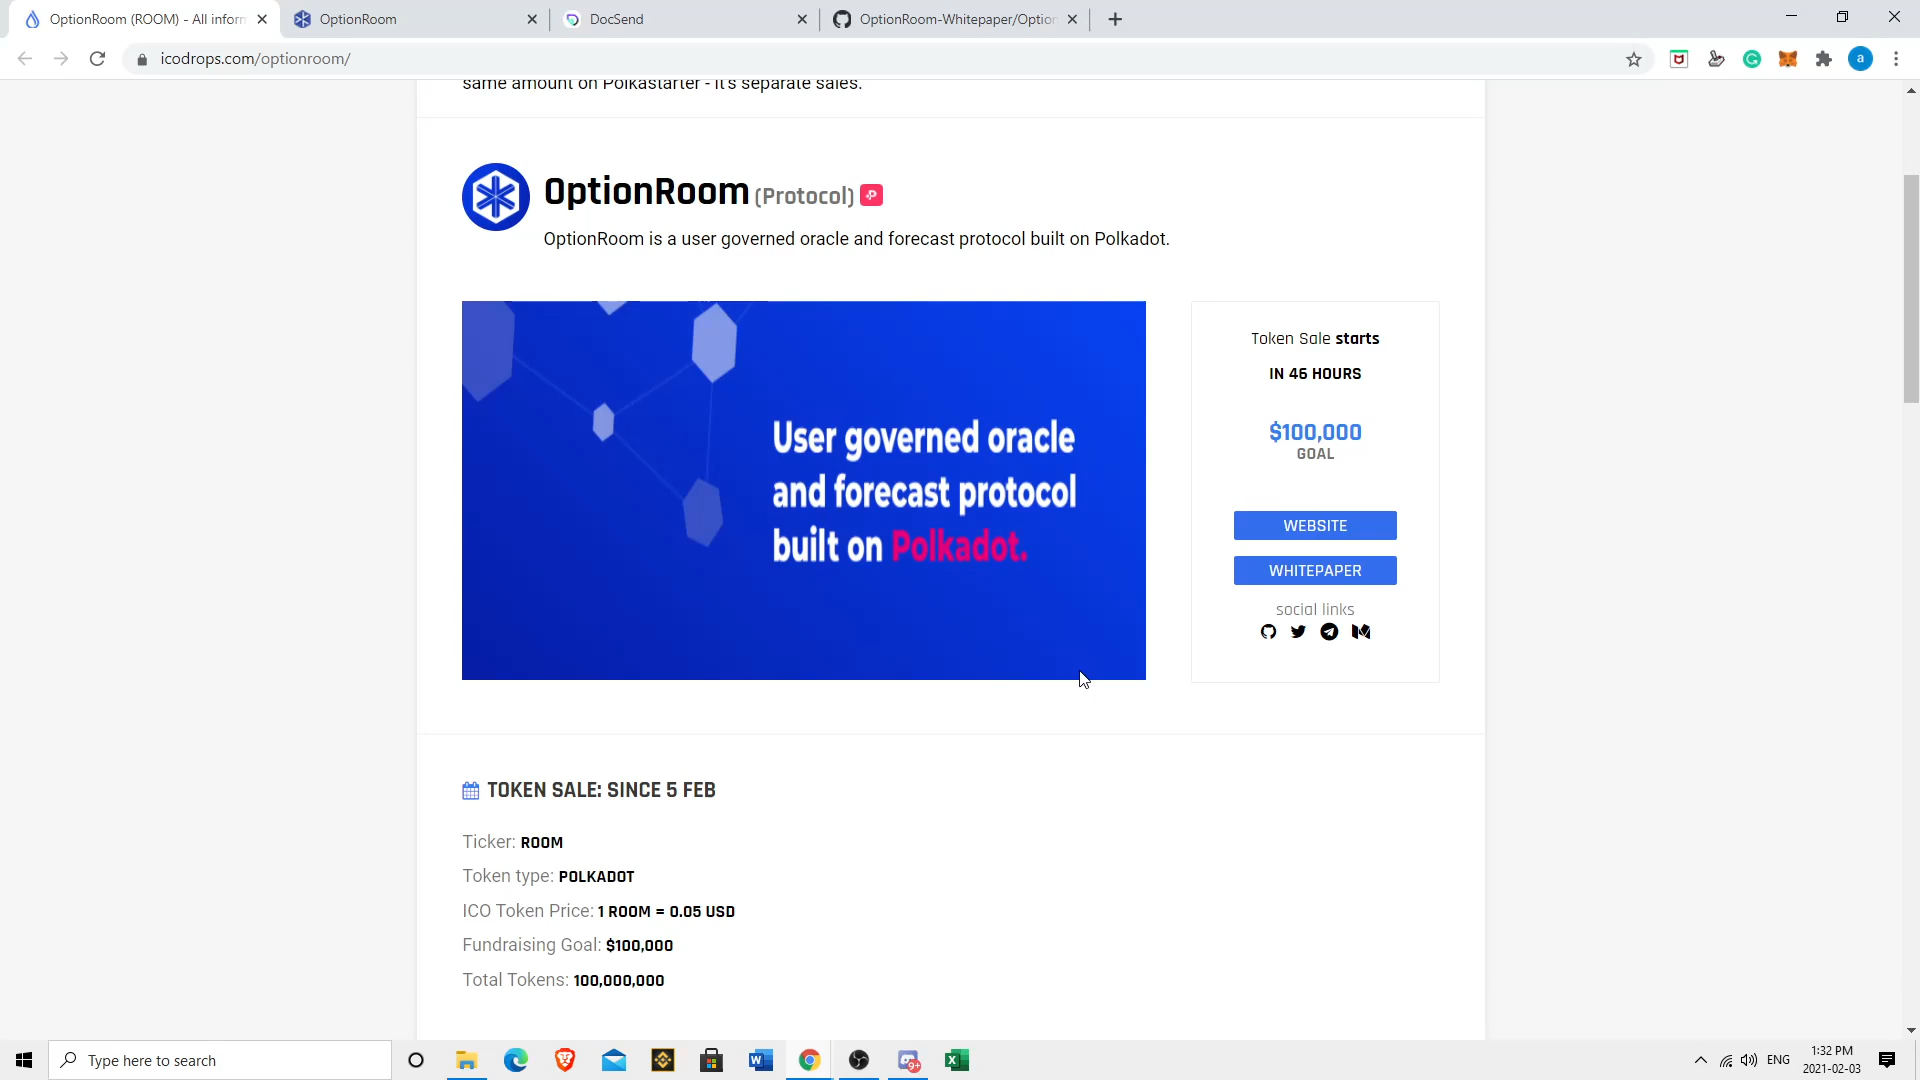 OptionRoom (ROOM) - All inforn
OptionRoom
DocSend
OptionRoom-Whitepaper/Option
icodrops.com/optionroom/
a
same amount on Polkastarter - it's separate sales.
OptionRoom (Protocol)
OptionRoom is a user governed oracle and forecast protocol built on Polkadot.
User governed oracle
and forecast protocol
built on Polkadot.
Token Sale starts
IN 46 HOURS
$100,000
GOAL
WEBSITE
WHITEPAPER
social links
TOKEN SALE: SINCE 5 FEB
Ticker: ROOM
Token type: POLKADOT
ICO Token Price: 1 ROOM = 0.05 USD
Fundraising Goal: $100,000
Total Tokens: 100,000,000
Type here to search
9+
ENG
1:32 PM
2021-02-03